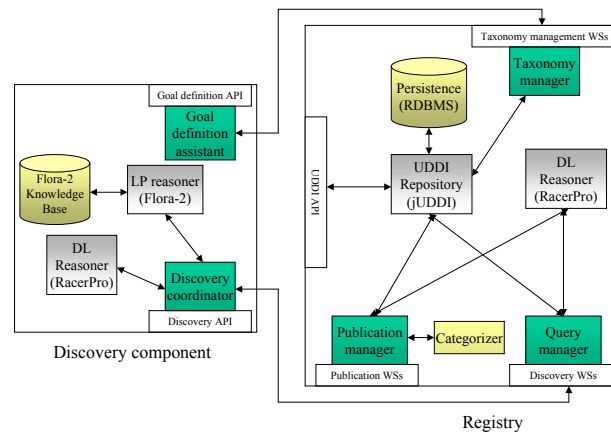 Taxonomy management WSs
Taxonomy
manager
Persistence
(RDBMS)
Goal definition API
Goal
definition
assistant
UDDI API
UDDI
Repository
(jUDDI)
DL
Reasoner
(RacerPro)
Flora-2
Knowledge
Base
LP reasoner
(Flora-2)
DL
Reasoner
(RacerPro)
Discovery
coordinator
Discovery API
Discovery component
Publication
manager
Categorizer
Query
manager
Publication WSs
Discovery WSs
Registry